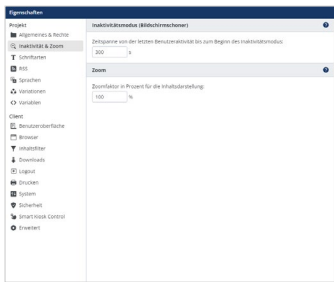 Eigenschaften
Projekt
Allgemeines & Rechte
Inaktivität & Zoom
Schriftarten
RSS
Sprachen
Variationen
Variablen
Client
Benutzeroberfläche
Browser
Inhaltsfilter
Downloads
Logout
Drucken
System
Sicherheit
Smart Kiosk Control
Erweitert
Inaktivitätsmodus (Bildschirmschoner)
Zeitspanne von der letzten Benutzeraktivität bis zum Beginn des Inaktivitätsmodus:
300 s
Zoom
Zoomfaktor in Prozent für die Inhaltsdarstellung:
100 %